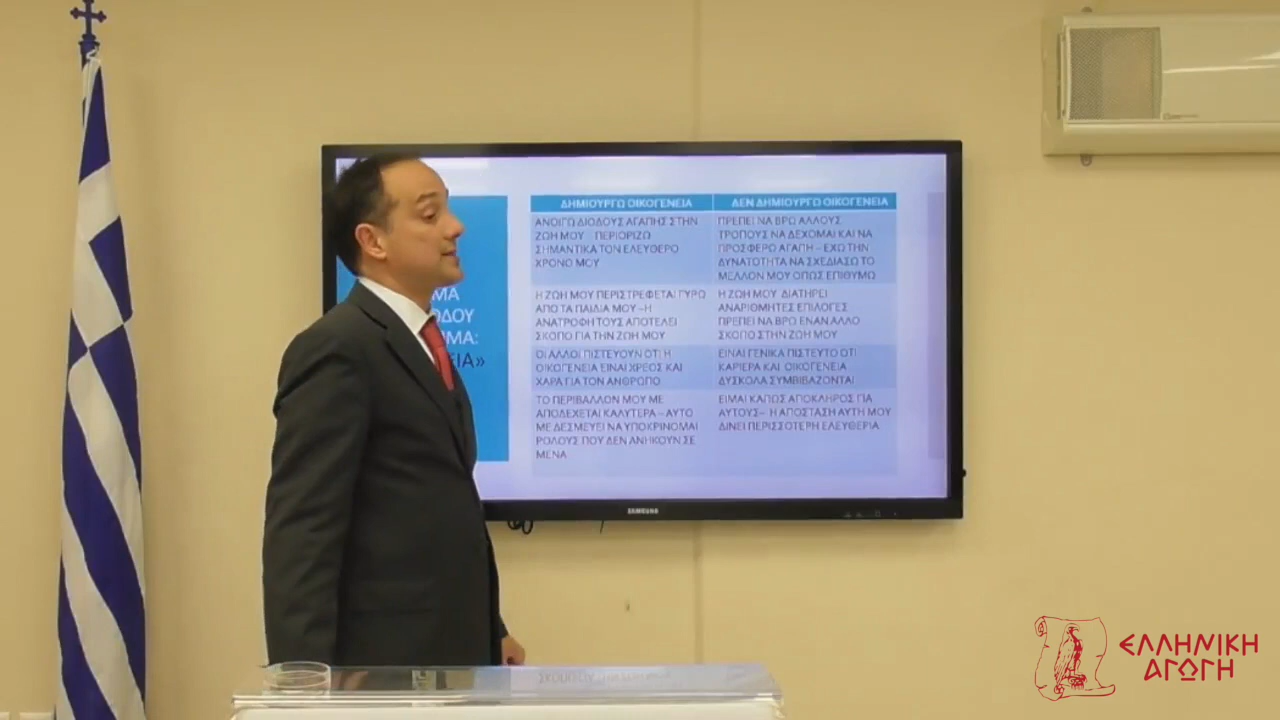 ΔΗΜΙΟΥΡΓΩ ΟΙΚΟΓΕΝΕΙΑ
ΔΕΝ ΔΗΜΙΟΥΡΓΩ ΟΙΚΟΓΕΝΕΙΑ
ΑΝΟΙΓΩ ΔΙΟΔΟΥΣ ΑΓΑΠΗΣ ΣΤΗΝ
ΖΩΗ ΜΟΥ – ΠΕΡΙΟΡΙΖΩ
ΣΗΜΑΝΤΙΚΑ ΤΟΝ ΕΛΕΥΘΕΡΟ
ΧΡΟΝΟ ΜΟΥ
ΠΡΕΠΕΙ ΝΑ ΒΡΩ ΑΛΛΟΥΣ
ΤΡΟΠΟΥΣ ΝΑ ΔΕΧΟΜΑΙ ΚΑΙ ΝΑ
ΠΡΟΣΦΕΡΩ ΑΓΑΠΗ – ΕΧΩ ΤΗΝ
ΔΥΝΑΤΟΤΗΤΑ ΝΑ ΣΧΕΔΙΑΣΩ ΤΟ
ΜΕΛΛΟΝ ΜΟΥ ΟΠΩΣ ΕΠΙΘΥΜΩ
Η ΖΩΗ ΜΟΥ ΠΕΡΙΣΤΡΕΦΕΤΑΙ ΓΥΡΩ
ΑΠΟ ΤΑ ΠΑΙΔΙΑ ΜΟΥ – Η
ΑΝΑΤΡΟΦΗ ΤΟΥΣ ΑΠΟΤΕΛΕΙ
ΣΚΟΠΟ ΓΙΑ ΤΗΝ ΖΩΗ ΜΟΥ
Η ΖΩΗ ΜΟΥ ΔΙΑΤΗΡΕΙ
ΑΝΑΡΙΘΜΗΤΕΣ ΕΠΙΛΟΓΕΣ
ΠΡΕΠΕΙ ΝΑ ΒΡΩ ΕΝΑΝ ΑΛΛΟ
ΣΚΟΠΟ ΣΤΗΝ ΖΩΗ ΜΟΥ
ΟΙ ΑΛΛΟΙ ΠΙΣΤΕΥΟΥΝ ΟΤΙ Η
ΟΙΚΟΓΕΝΕΙΑ ΕΙΝΑΙ ΧΡΕΟΣ ΚΑΙ
ΧΑΡΑ ΓΙΑ ΤΟΝ ΑΝΘΡΩΠΟ
ΕΙΝΑΙ ΓΕΝΙΚΑ ΠΙΣΤΕΥΤΟ ΟΤΙ
ΚΑΡΙΕΡΑ ΚΑΙ ΟΙΚΟΓΕΝΕΙΑ
ΔΥΣΚΟΛΑ ΣΥΜΒΙΒΑΖΟΝΤΑΙ
ΤΟ ΠΕΡΙΒΑΛΛΟΝ ΜΟΥ ΜΕ
ΑΠΟΔΕΧΕΤΑΙ ΚΑΛΥΤΕΡΑ – ΑΥΤΟ
ΜΕ ΔΕΣΜΕΥΕΙ ΝΑ ΥΠΟΚΡΙΝΟΜΑΙ
ΡΟΛΟΥΣ ΠΟΥ ΔΕΝ ΑΝΗΚΟΥΝ ΣΕ
ΜΕΝΑ
ΕΙΜΑΙ ΚΑΠΩΣ ΑΠΟΚΛΗΡΟΣ ΓΙΑ
ΑΥΤΟΥΣ – Η ΑΠΟΣΤΑΣΗ ΑΥΤΗ ΜΟΥ
ΔΙΝΕΙ ΠΕΡΙΣΣΟΤΕΡΗ ΕΛΕΥΘΕΡΙΑ
SAMSUNG
ΕΛΛΗΝΙΚΗ
ΑΓΩΓΗ